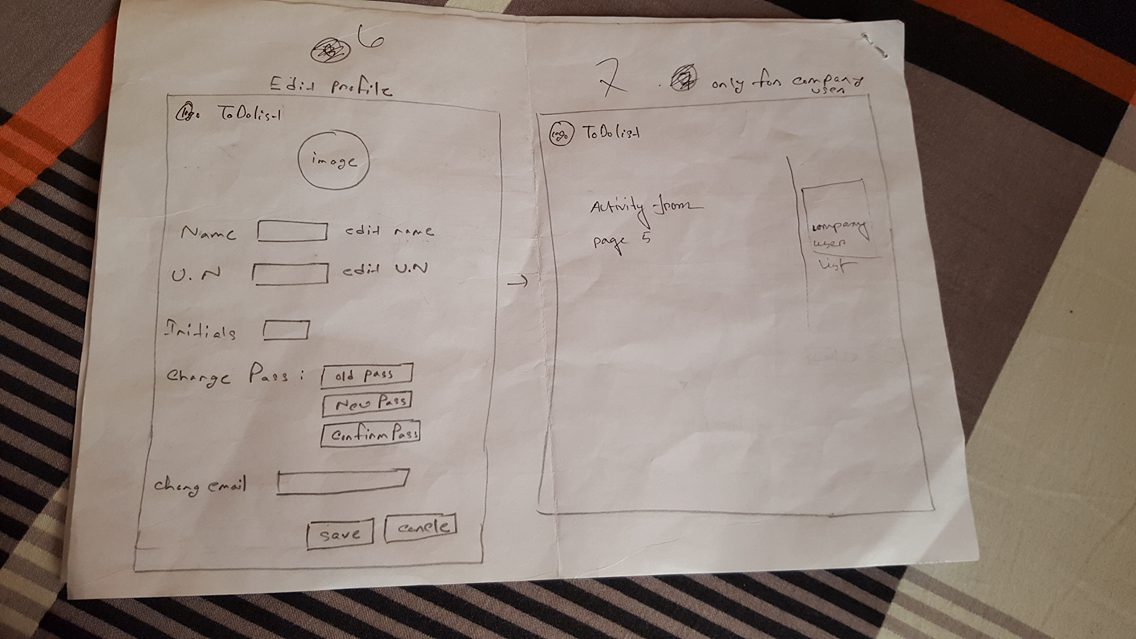 6
Edit Profile
logo ToDolist
image
Name edit name
U.N edit U.N
Initials
Change Pass: old pass
New Pass
Confirm Pass
chang email
save cancle
7 only for company
user
logo ToDolist
Activity from
page 5
company
user
list